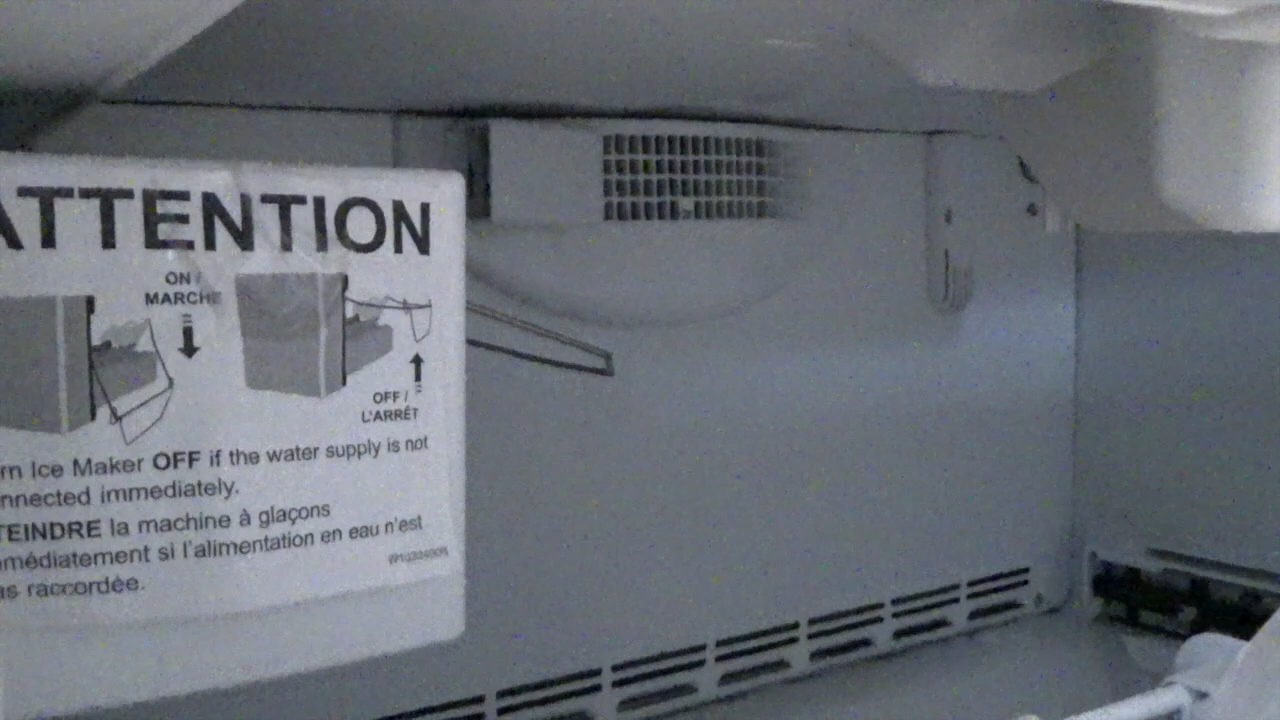 ATTENTION
ON /
MARCHE
OFF /
L'ARRÊT
rn Ice Maker OFF if the water supply is not
nnected immediately.
TEINDRE la machine à glaçons
médiatement si l'alimentation en eau n'est
as raccordée.